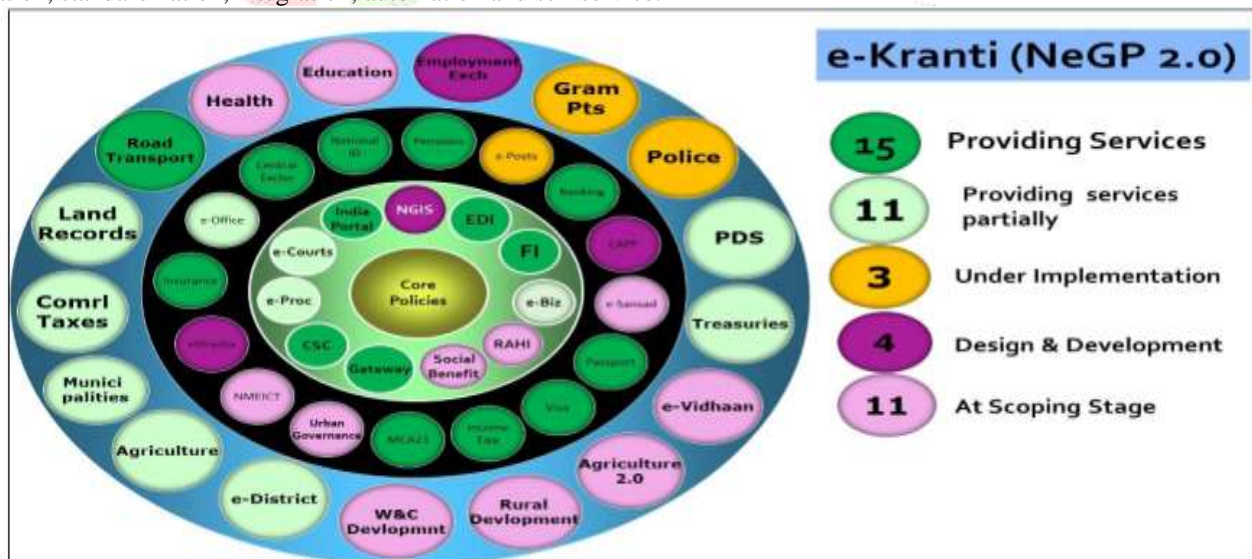 e-Kranti (NeGP 2.0)
15 Providing Services
11 Providing services
partially
3 Under Implementation
4 Design & Development
11 At Scoping Stage
Education
Employment
Exch
Gram
Pts
Police
PDS
Treasuries
e-Vidhaan
Agriculture
2.0
Rural
Devlopment
W&C
Devlopmnt
e-District
Agriculture
Munici
palities
Comrl
Taxes
Land
Records
Road
Transport
Health
National
ID
Pensions
e-Posts
Banking
e-Sansad
Passport
Visa
Income
Tax
MCA21
Urban
Governance
NMEICT
Insurance
e-Office
Central
Excise
India
Portal
NGIS
EDI
FI
e-Biz
RAHI
Social
Benefit
Gateway
CSC
e-Proc
e-Courts
Core
Policies